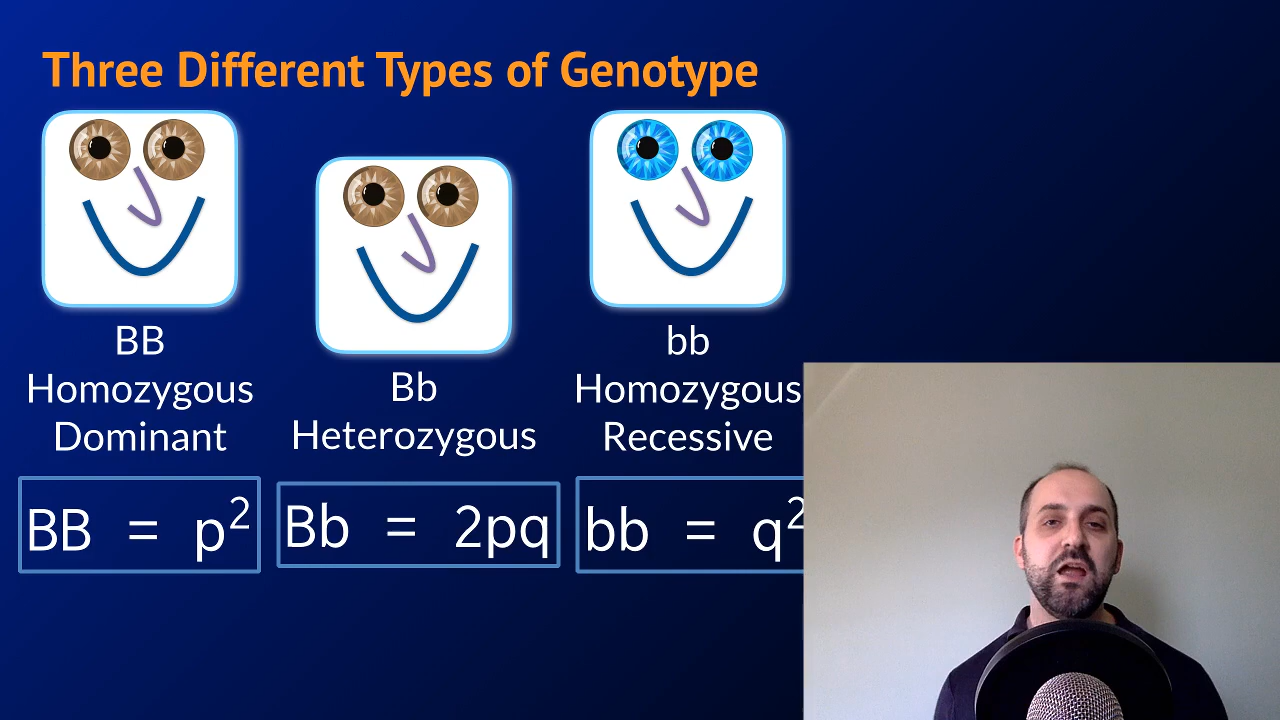 Three Different Types of Genotype
BB
Homozygous
Dominant
Bb
Heterozygous
bb
Homozygous
Recessive
BB = p²
Bb = 2pq
bb = q²